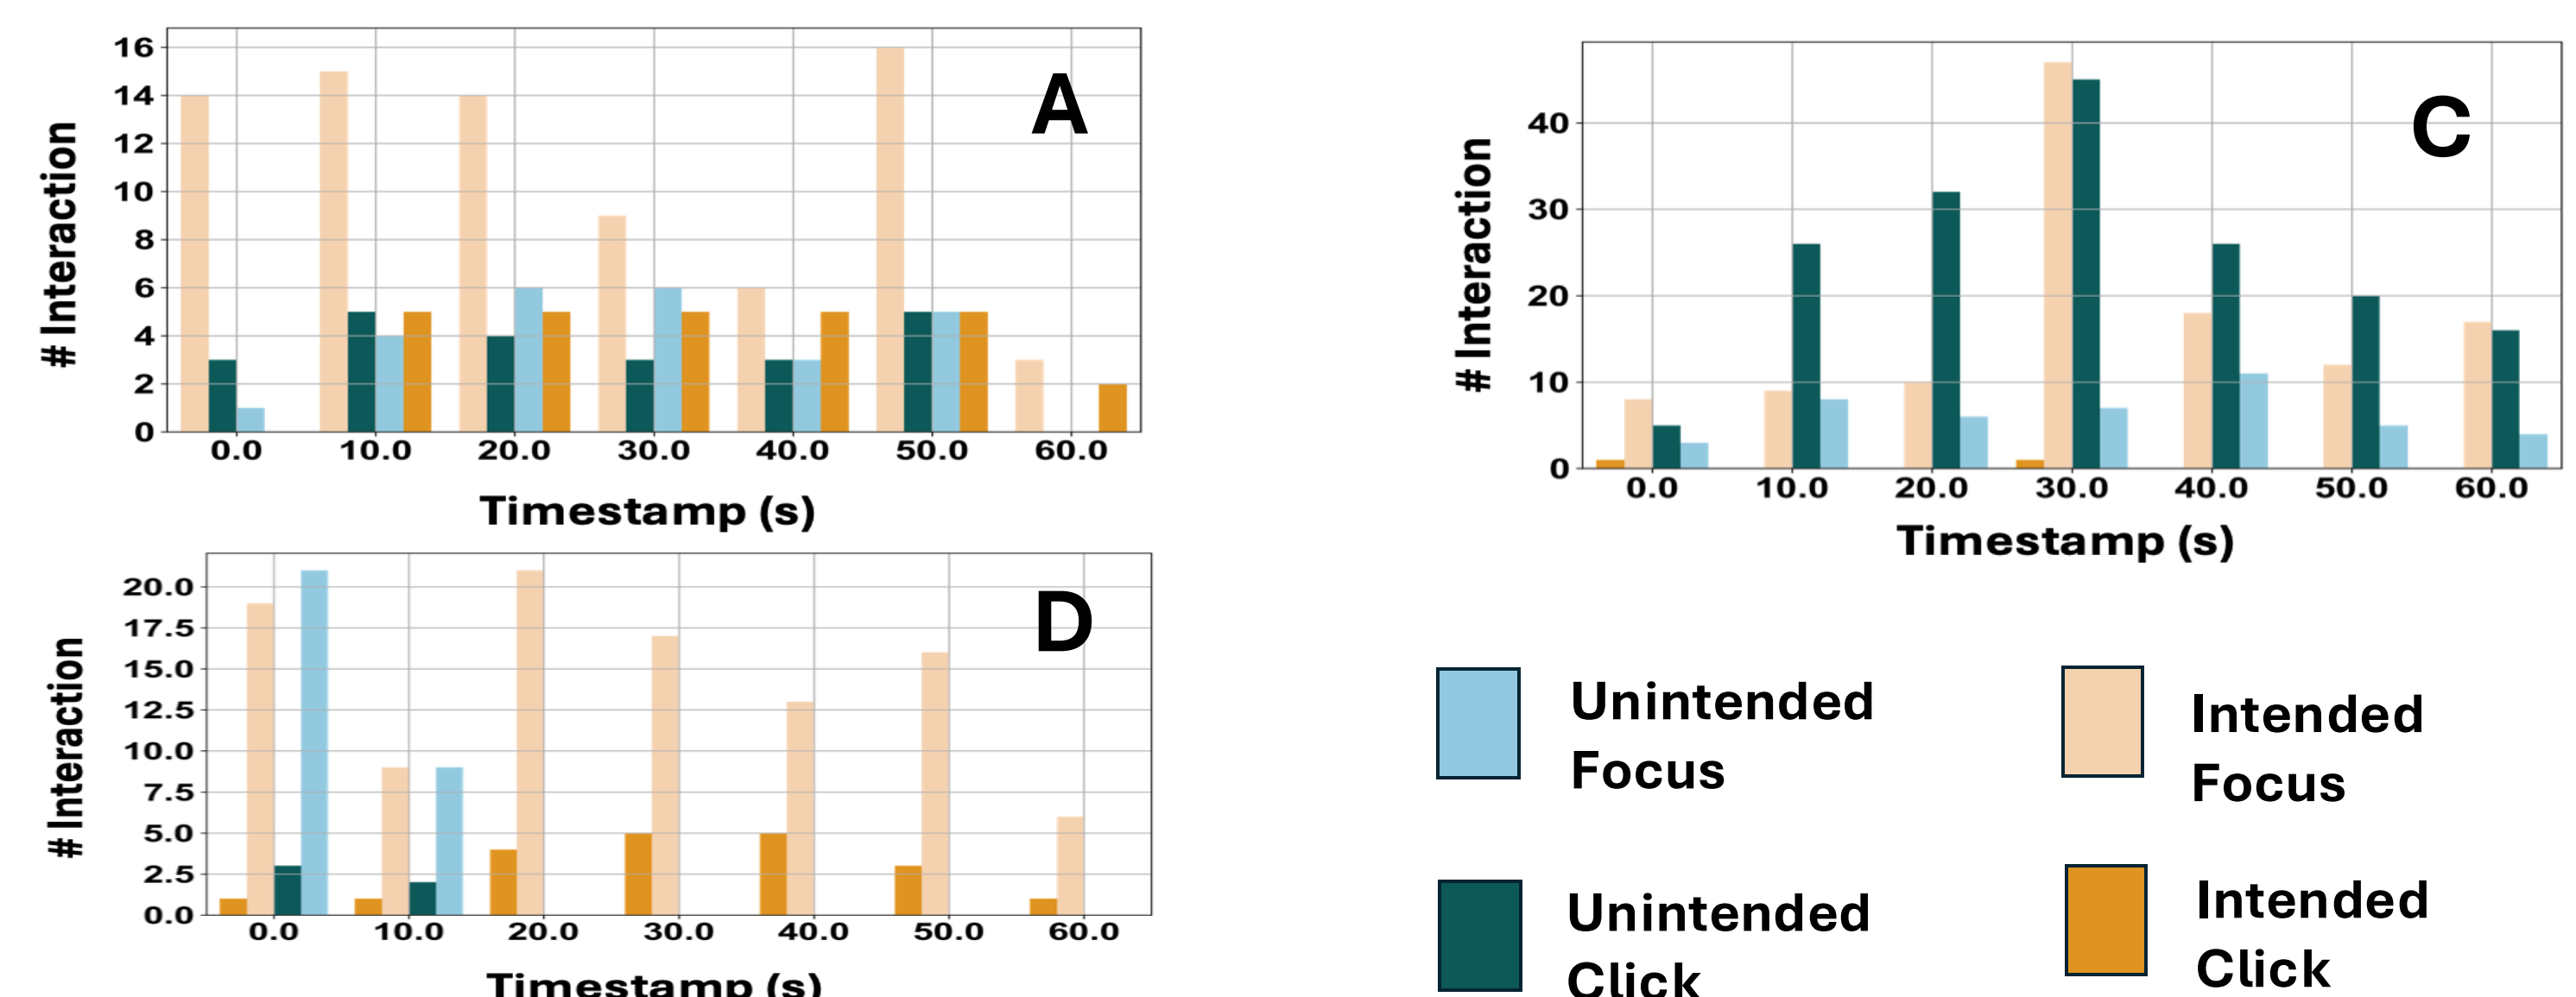 A
# Interaction
16
14
12
10
8
6
4
2
0
0.0 10.0 20.0 30.0 40.0 50.0 60.0
Timestamp (s)
C
# Interaction
40
30
20
10
0
0.0 10.0 20.0 30.0 40.0 50.0 60.0
Timestamp (s)
D
# Interaction
20.0
17.5
15.0
12.5
10.0
7.5
5.0
2.5
0.0
0.0 10.0 20.0 30.0 40.0 50.0 60.0
Timestamp (s)
Unintended
Focus
Intended
Focus
Unintended
Click
Intended
Click